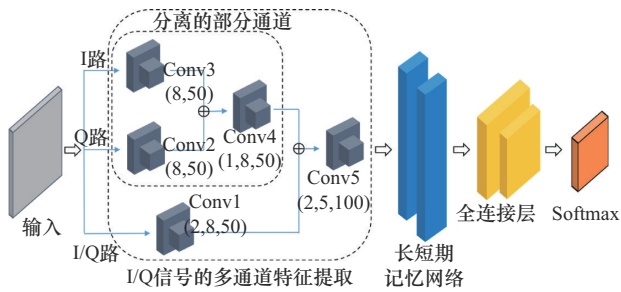 分离的部分通道
I路
Conv3
(8,50)
Q路
Conv2
(8,50)
Conv4
(1,8,50)
Conv1
(2,8,50)
Conv5
(2,5,100)
输入
I/Q路
I/Q信号的多通道特征提取
长短期
记忆网络
全连接层
Softmax